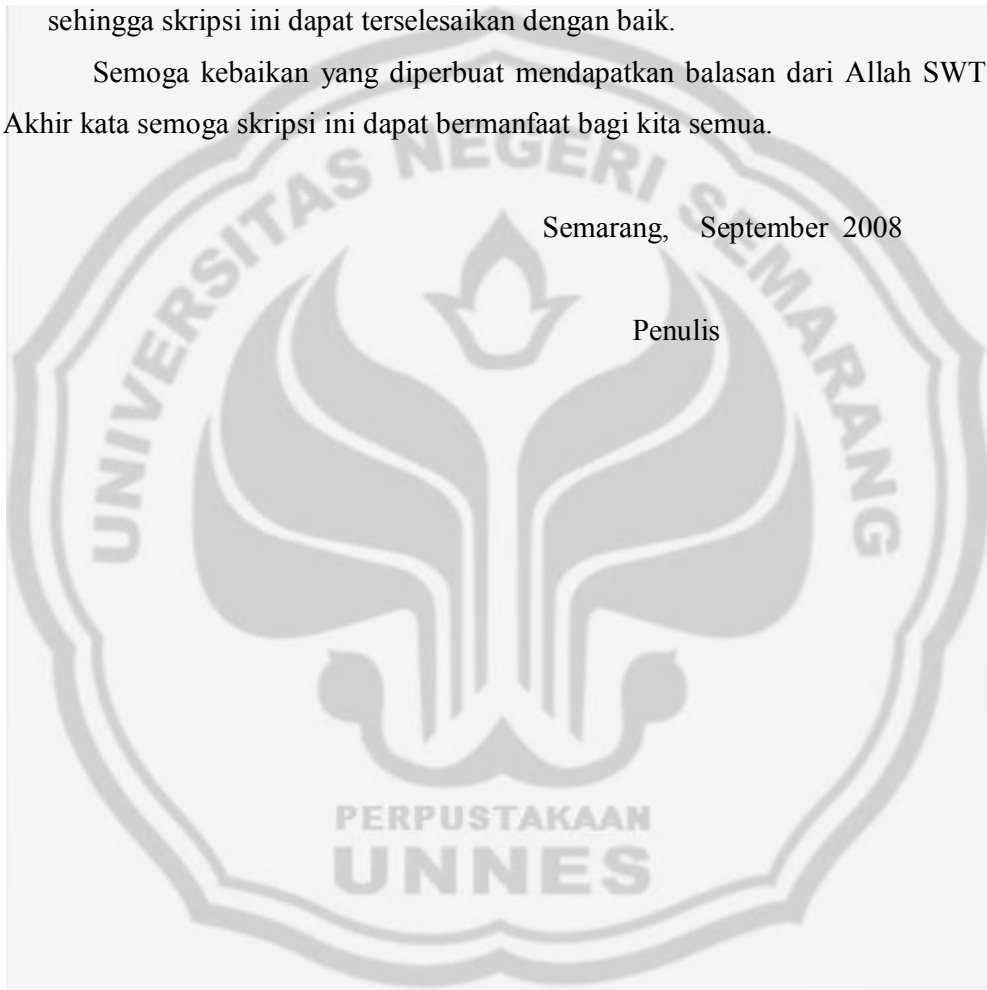 sehingga skripsi ini dapat terselesaikan dengan baik.
Semoga kebaikan yang diperbuat mendapatkan balasan dari Allah SWT
Akhir kata semoga skripsi ini dapat bermanfaat bagi kita semua.
Semarang, September 2008
Penulis
UNIVERSITAS NEGERI SEMARANG
PERPUSTAKAAN
UNNES